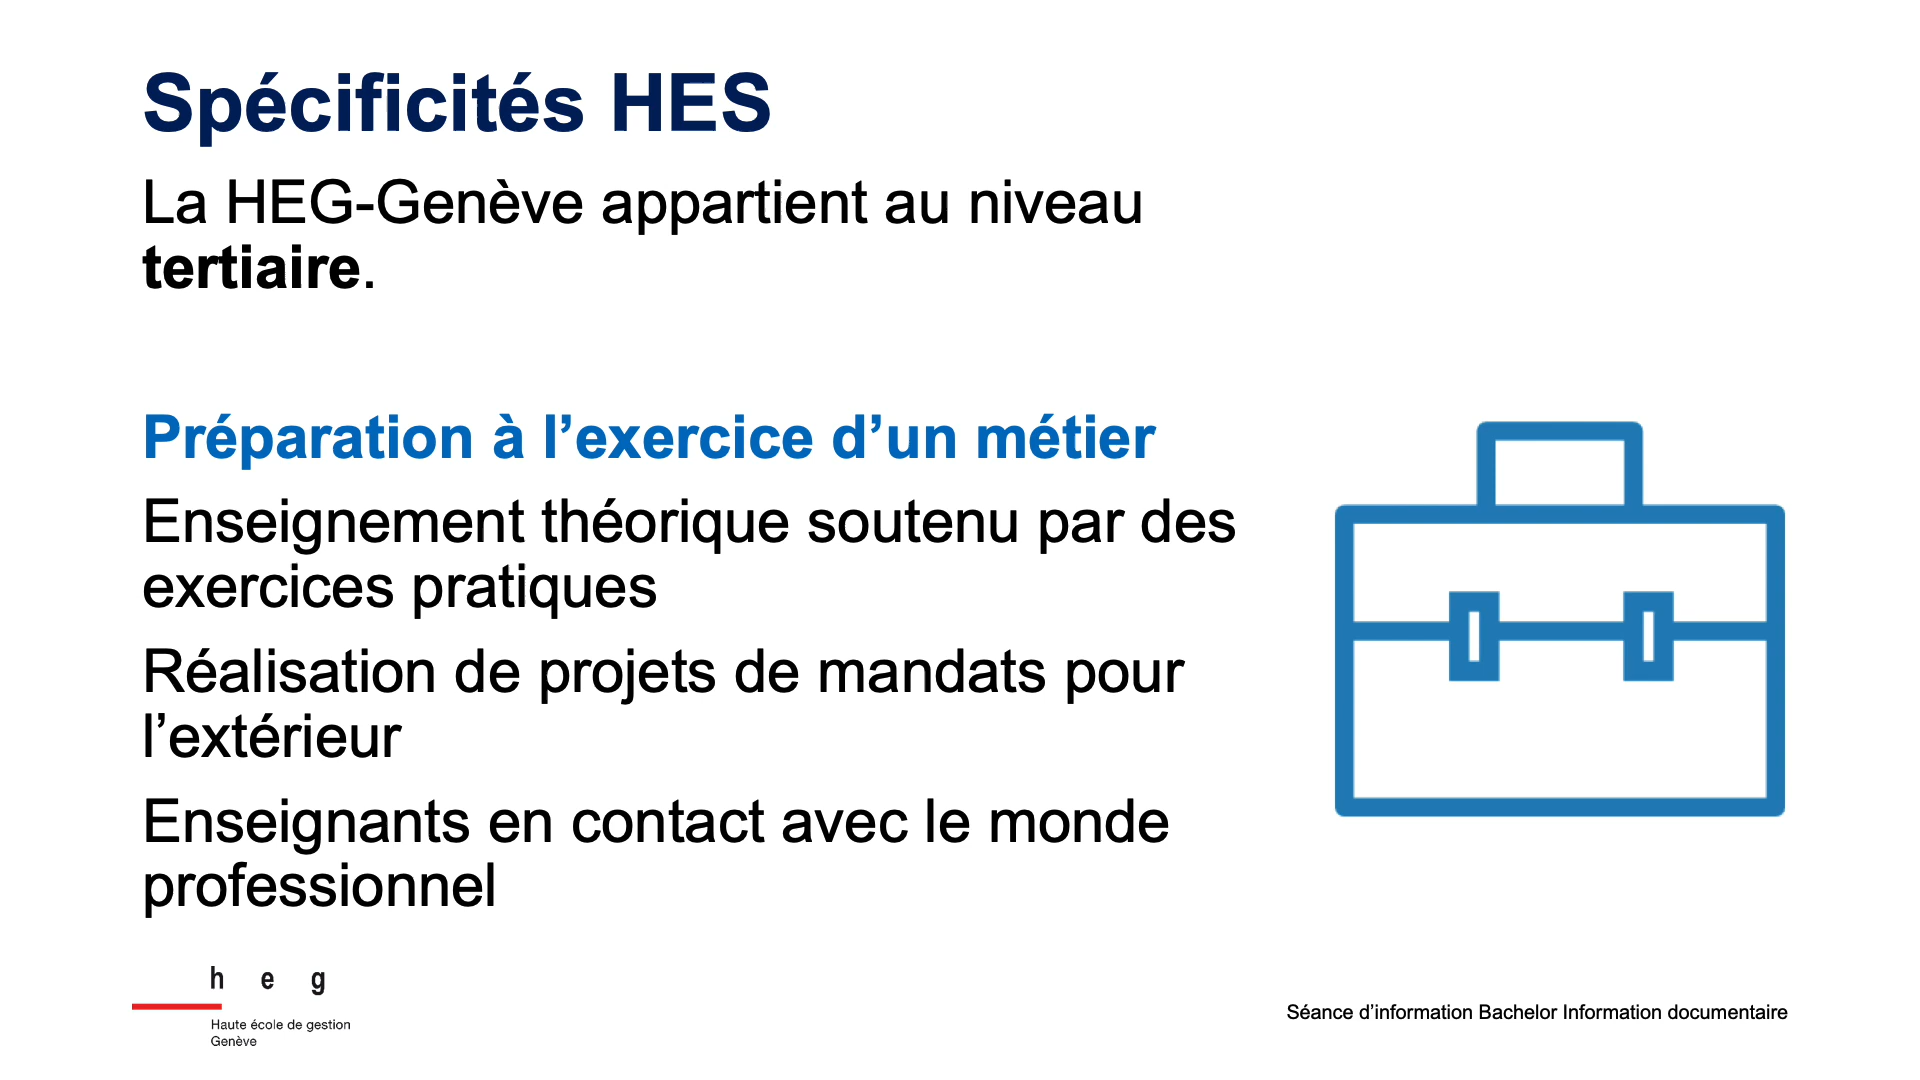 Spécificités HES
La HEG-Genève appartient au niveau
tertiaire.
Préparation à l’exercice d’un métier
Enseignement théorique soutenu par des
exercices pratiques
Réalisation de projets de mandats pour
l’extérieur
Enseignants en contact avec le monde
professionnel
h e g
Haute école de gestion
Genève
Séance d’information Bachelor Information documentaire